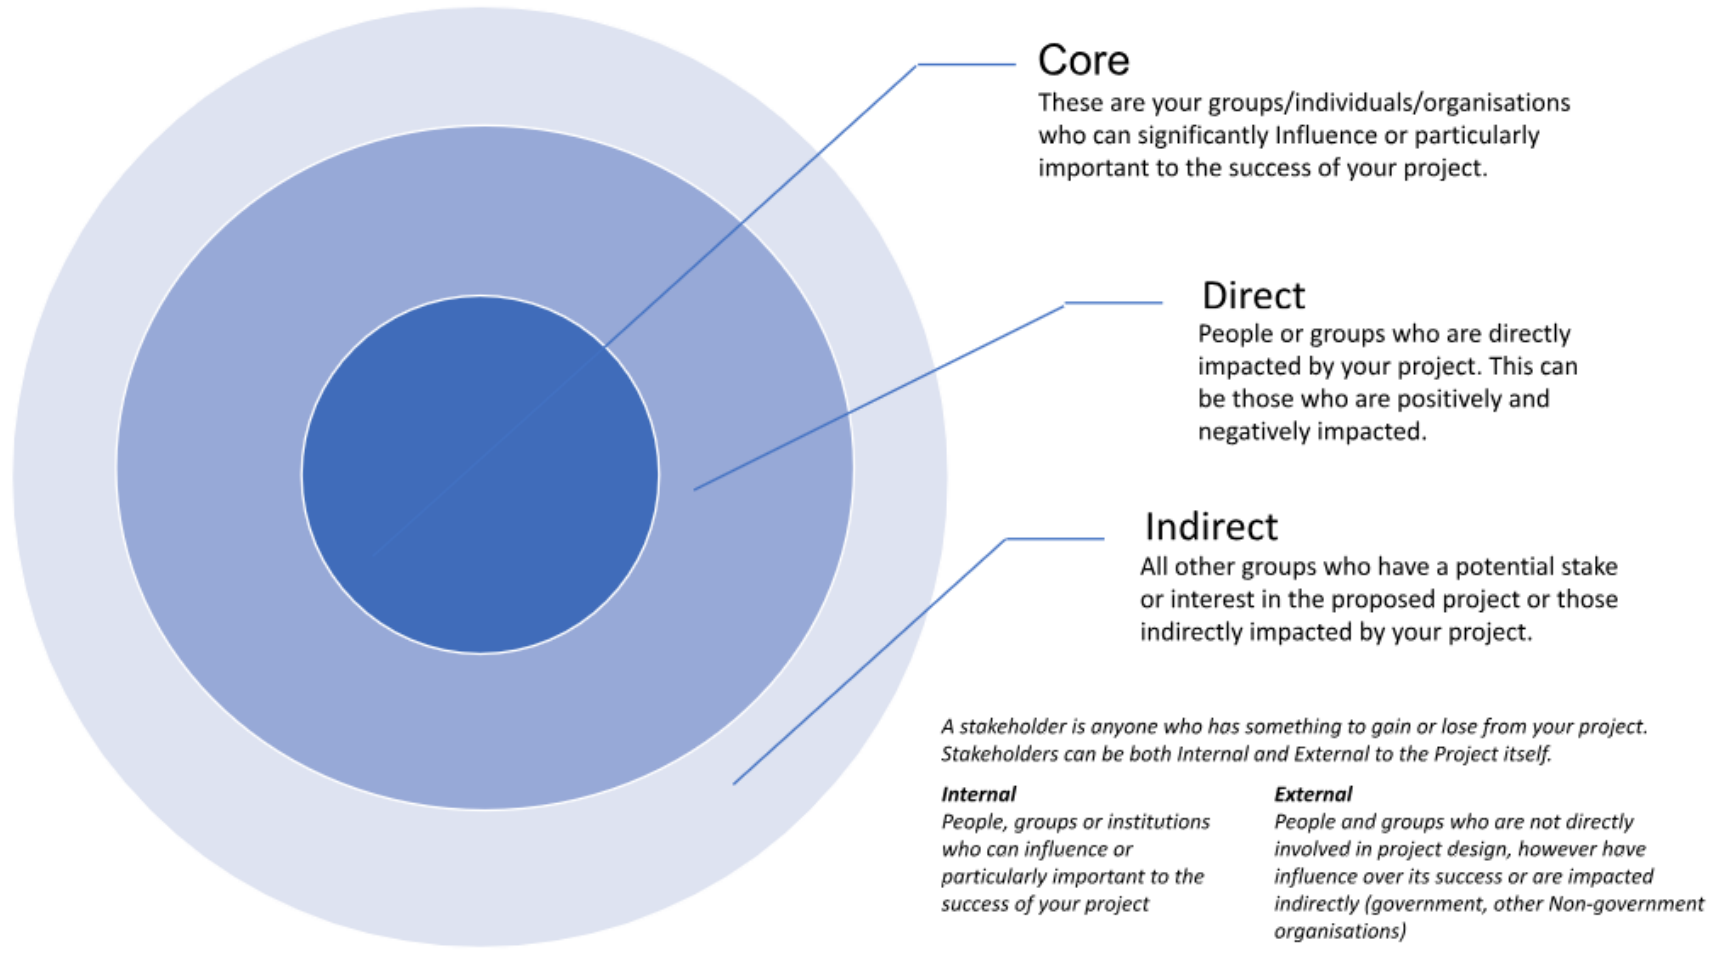 Core
These are your groups/individuals/organisations
who can significantly Influence or particularly
important to the success of your project.
Direct
People or groups who are directly
impacted by your project. This can
be those who are positively and
negatively impacted.
Indirect
All other groups who have a potential stake
or interest in the proposed project or those
indirectly impacted by your project.
A stakeholder is anyone who has something to gain or lose from your project.
Stakeholders can be both Internal and External to the Project itself.
Internal
People, groups or institutions
who can influence or
particularly important to the
success of your project
External
People and groups who are not directly
involved in project design, however have
influence over its success or are impacted
indirectly (government, other Non-government
organisations)